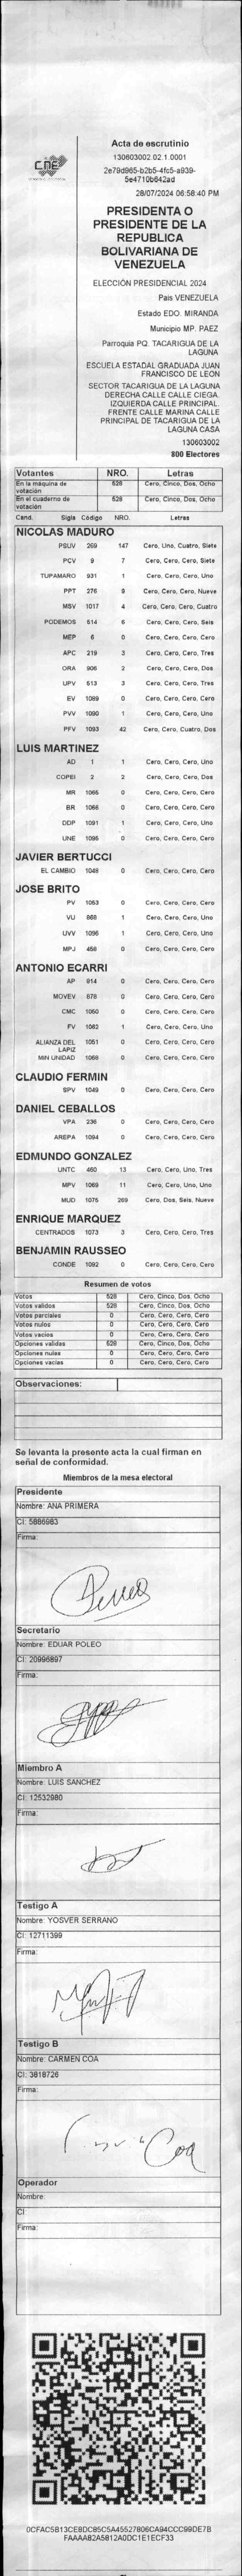 CNE
Acta de escrutinio
130603002.02.1.0001
2e79d965-b2b5-4fc5-a939-
5e4710b642ad
28/07/2024 06:58:40 PM
PRESIDENTA O
PRESIDENTE DE LA
REPUBLICA
BOLIVARIANA DE
VENEZUELA
ELECCIÓN PRESIDENCIAL 2024
Pais VENEZUELA
Estado EDO. MIRANDA
Municipio MP. PAEZ
Parroquia PQ. TACARIGUA DE LA
LAGUNA
ESCUELA ESTADAL GRADUADA JUAN
FRANCISCO DE LEON
SECTOR TACARIGUA DE LA LAGUNA
DERECHA CALLE CALLE CIEGA.
IZQUIERDA CALLE PRINCIPAL.
FRENTE CALLE MARINA CALLE
PRINCIPAL DE TACARIGUA DE LA
LAGUNA CASA
130603002
800 Electores
Votantes NRO. Letras
En la máquina de votación 528 Cero, Cinco, Dos, Ocho
En el cuaderno de votación 528 Cero, Cinco, Dos, Ocho
Cand. Sigla Código NRO. Letras
NICOLAS MADURO
PSUV 269 147 Cero, Uno, Cuatro, Siete
PCV 9 7 Cero, Cero, Cero, Siete
TUPAMARO 931 1 Cero, Cero, Cero, Uno
PPT 276 9 Cero, Cero, Cero, Nueve
MSV 1017 4 Cero, Cero, Cero, Cuatro
PODEMOS 514 6 Cero, Cero, Cero, Seis
MEP 6 0 Cero, Cero, Cero, Cero
APC 219 3 Cero, Cero, Cero, Tres
ORA 906 2 Cero, Cero, Cero, Dos
UPV 513 3 Cero, Cero, Cero, Tres
EV 1089 0 Cero, Cero, Cero, Cero
PVV 1090 1 Cero, Cero, Cero, Uno
PFV 1093 42 Cero, Cero, Cuatro, Dos
LUIS MARTINEZ
AD 1 1 Cero, Cero, Cero, Uno
COPEI 2 2 Cero, Cero, Cero, Dos
MR 1065 0 Cero, Cero, Cero, Cero
BR 1066 0 Cero, Cero, Cero, Cero
DDP 1091 1 Cero, Cero, Cero, Uno
UNE 1095 0 Cero, Cero, Cero, Cero
JAVIER BERTUCCI
EL CAMBIO 1048 0 Cero, Cero, Cero, Cero
JOSE BRITO
PV 1053 0 Cero, Cero, Cero, Cero
VU 868 1 Cero, Cero, Cero, Uno
UVV 1096 1 Cero, Cero, Cero, Uno
MPJ 458 0 Cero, Cero, Cero, Cero
ANTONIO ECARRI
AP 814 0 Cero, Cero, Cero, Cero
MOVEV 878 0 Cero, Cero, Cero, Cero
CMC 1050 0 Cero, Cero, Cero, Cero
FV 1062 1 Cero, Cero, Cero, Uno
ALIANZA DEL LAPIZ 1051 0 Cero, Cero, Cero, Cero
MIN UNIDAD 1068 0 Cero, Cero, Cero, Cero
CLAUDIO FERMIN
SPV 1049 0 Cero, Cero, Cero, Cero
DANIEL CEBALLOS
VPA 236 0 Cero, Cero, Cero, Cero
AREPA 1094 0 Cero, Cero, Cero, Cero
EDMUNDO GONZALEZ
UNTC 460 13 Cero, Cero, Uno, Tres
MPV 1069 11 Cero, Cero, Uno, Uno
MUD 1075 269 Cero, Dos, Seis, Nueve
ENRIQUE MARQUEZ
CENTRADOS 1073 3 Cero, Cero, Cero, Tres
BENJAMIN RAUSSEO
CONDE 1092 0 Cero, Cero, Cero, Cero
Resumen de votos
Votos 528 Cero, Cinco, Dos, Ocho
Votos validos 528 Cero, Cinco, Dos, Ocho
Votos parciales 0 Cero, Cero, Cero, Cero
Votos nulos 0 Cero, Cero, Cero, Cero
Votos vacios 0 Cero, Cero, Cero, Cero
Opciones validas 528 Cero, Cinco, Dos, Ocho
Opciones nulas 0 Cero, Cero, Cero, Cero
Opciones vacias 0 Cero, Cero, Cero, Cero
Observaciones:
Se levanta la presente acta la cual firman en
señal de conformidad.
Miembros de la mesa electoral
Presidente
Nombre: ANA PRIMERA
CI: 5886983
Firma:
Secretario
Nombre: EDUAR POLEO
CI: 20996897
Firma:
Miembro A
Nombre: LUIS SANCHEZ
CI: 12532980
Firma:
Testigo A
Nombre: YOSVER SERRANO
CI: 12711399
Firma:
Testigo B
Nombre: CARMEN COA
CI: 3818726
Firma:
Coa
Operador
Nombre:
CI:
Firma:
0CFAC5B13CE8DC85C5A45527806CA94CCC99DE7B
FAAAA82A5812A0DC1E1ECF33